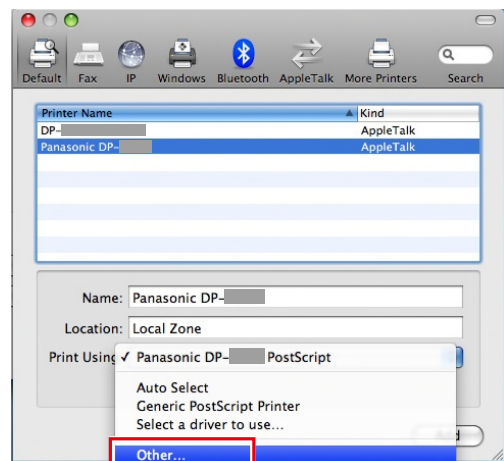 Default Fax IP Windows Bluetooth AppleTalk More Printers Search
Printer Name Kind
DP- AppleTalk
Panasonic DP- AppleTalk
Name: Panasonic DP-
Location: Local Zone
Print Using ✓ Panasonic DP- PostScript
Auto Select
Generic PostScript Printer
Select a driver to use...
Other...